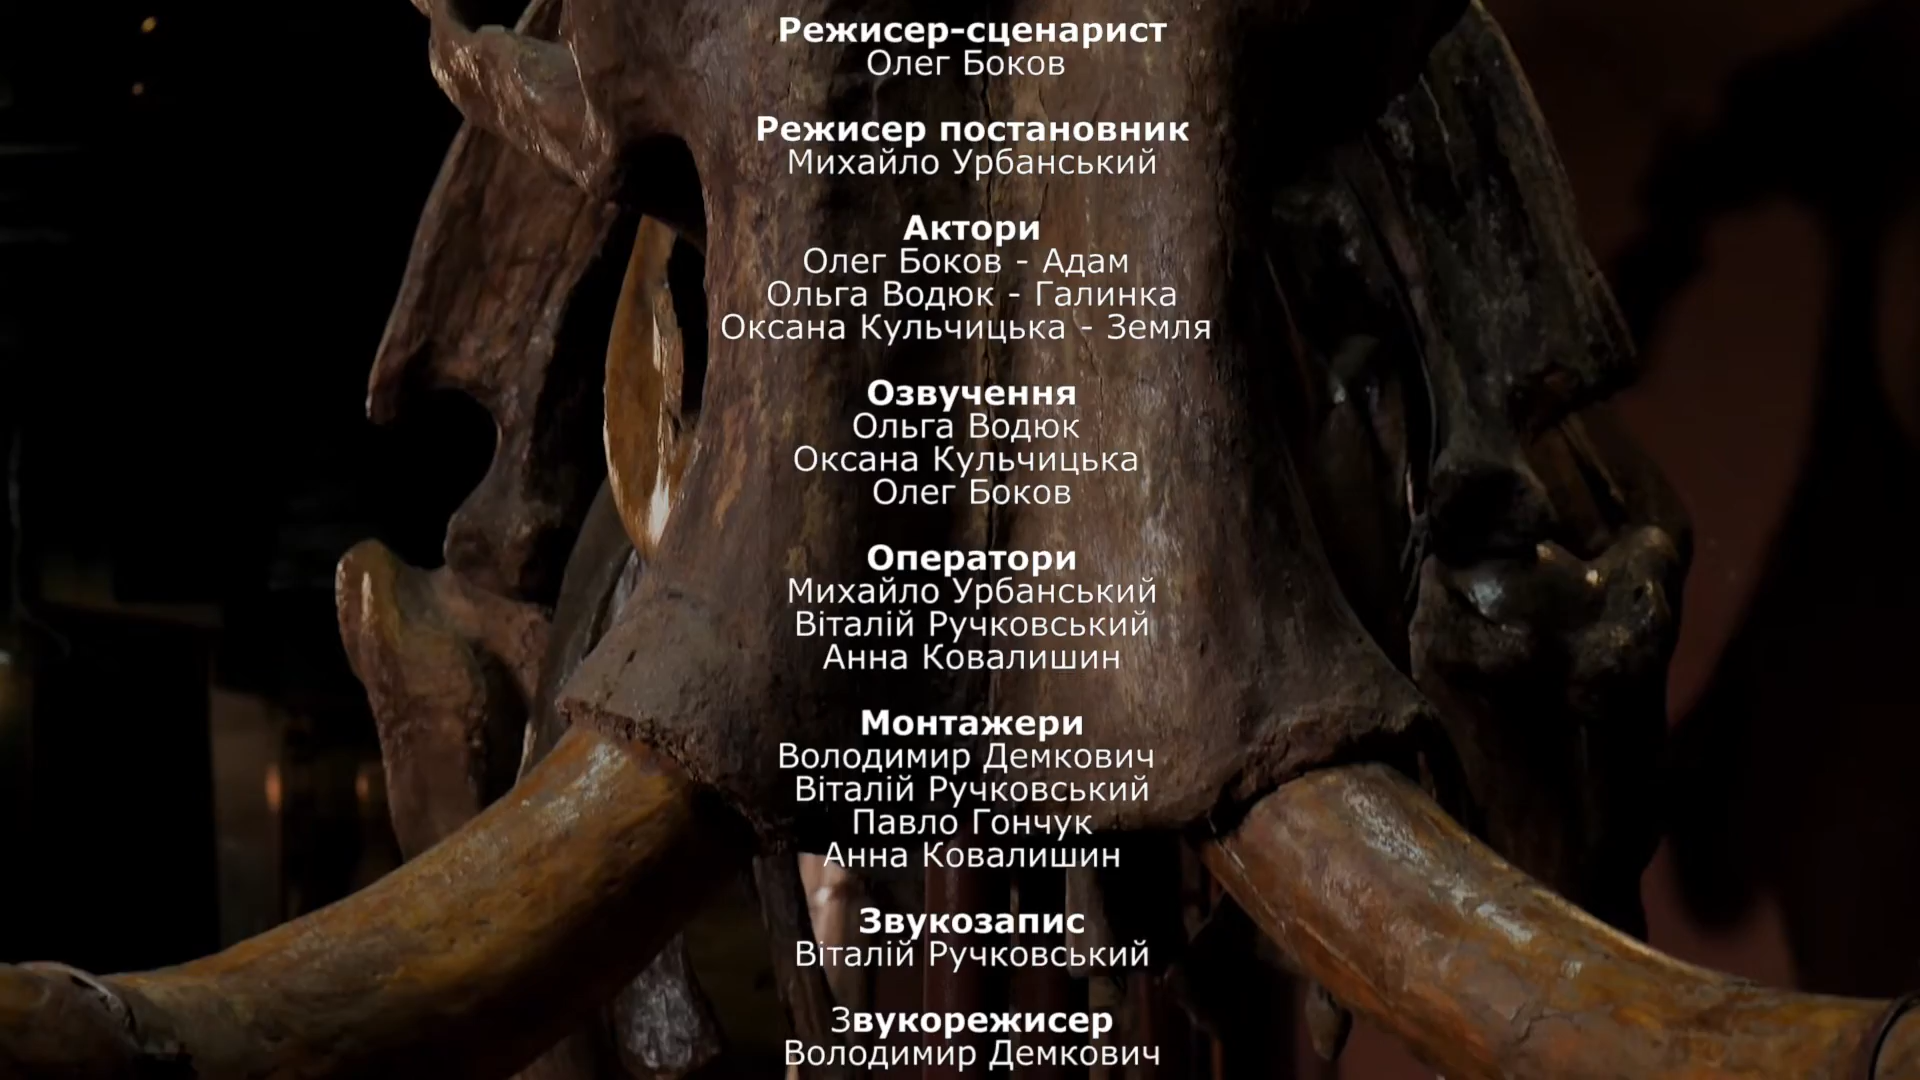 Режисер-сценарист
Олег Боков
Режисер постановник
Михайло Урбанський
Актори
Олег Боков - Адам
Ольга Водюк - Галинка
Оксана Кульчицька - Земля
Озвучення
Ольга Водюк
Оксана Кульчицька
Олег Боков
Оператори
Михайло Урбанський
Віталій Ручковський
Анна Ковалишин
Монтажери
Володимир Демкович
Віталій Ручковський
Павло Гончук
Анна Ковалишин
Звукозапис
Віталій Ручковський
Звукорежисер
Володимир Демкович